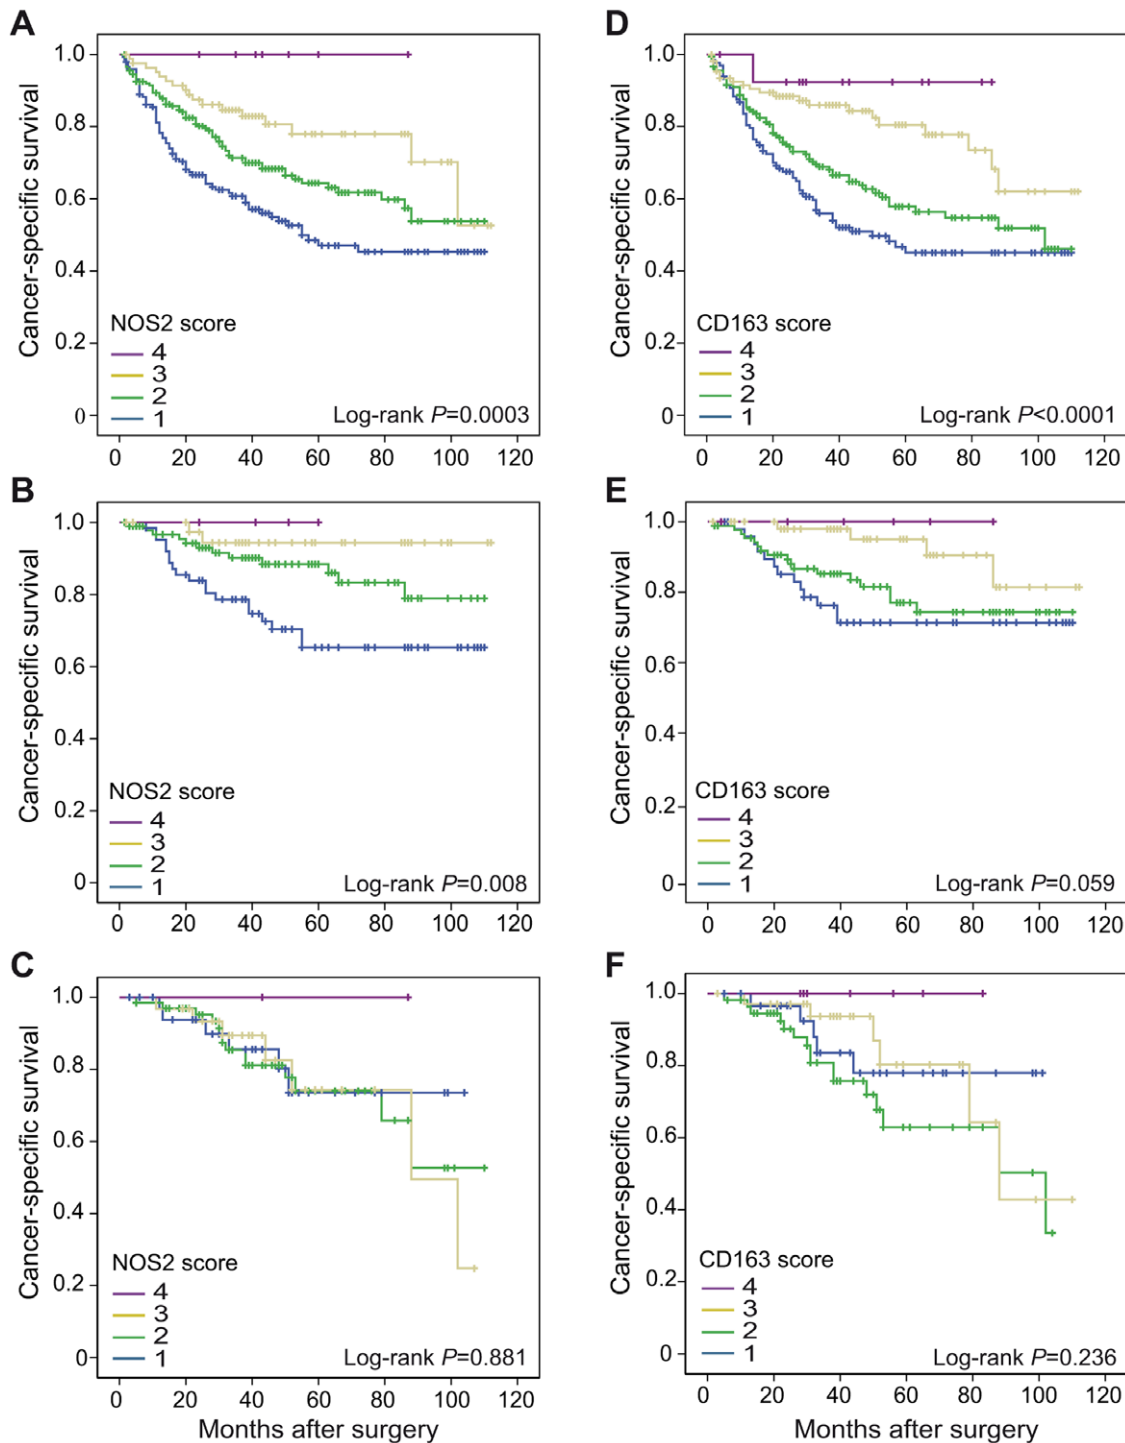 A
Cancer-specific survival
1.0
0.8
0.6
0.4
0.2
0
NOS2 score
4
3
2
1
Log-rank P=0.0003
0 20 40 60 80 100 120
D
Cancer-specific survival
1.0
0.8
0.6
0.4
0.2
0
CD163 score
4
3
2
1
Log-rank P<0.0001
0 20 40 60 80 100 120
B
Cancer-specific survival
1.0
0.8
0.6
0.4
0.2
0
NOS2 score
4
3
2
1
Log-rank P=0.008
0 20 40 60 80 100 120
E
Cancer-specific survival
1.0
0.8
0.6
0.4
0.2
0
CD163 score
4
3
2
1
Log-rank P=0.059
0 20 40 60 80 100 120
C
Cancer-specific survival
1.0
0.8
0.6
0.4
0.2
0
NOS2 score
4
3
2
1
Log-rank P=0.881
0 20 40 60 80 100 120
Months after surgery
F
Cancer-specific survival
1.0
0.8
0.6
0.4
0.2
0
CD163 score
4
3
2
1
Log-rank P=0.236
0 20 40 60 80 100 120
Months after surgery